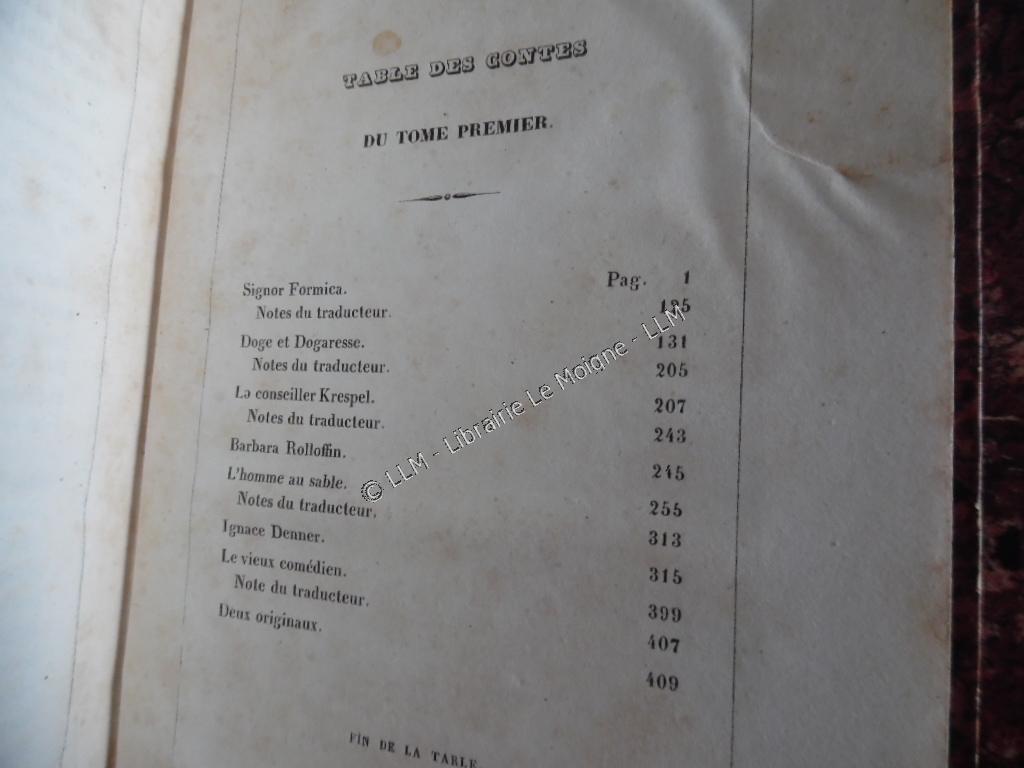 TABLE DES CONTES
DU TOME PREMIER.
Signor Formica. Pag. 1
Notes du traducteur. 125
Doge et Dogaresse. 131
Notes du traducteur. 205
La conseiller Krespel. 207
Notes du traducteur. 243
Barbara Rolloffin. 245
L'homme au sable. 255
Notes du traducteur. 313
Ignace Denner. 315
Le vieux comédien. 399
Note du traducteur. 407
Deux originaux. 409
FIN DE LA TABLE
© LLM - Librairie Le Moigne - LLM